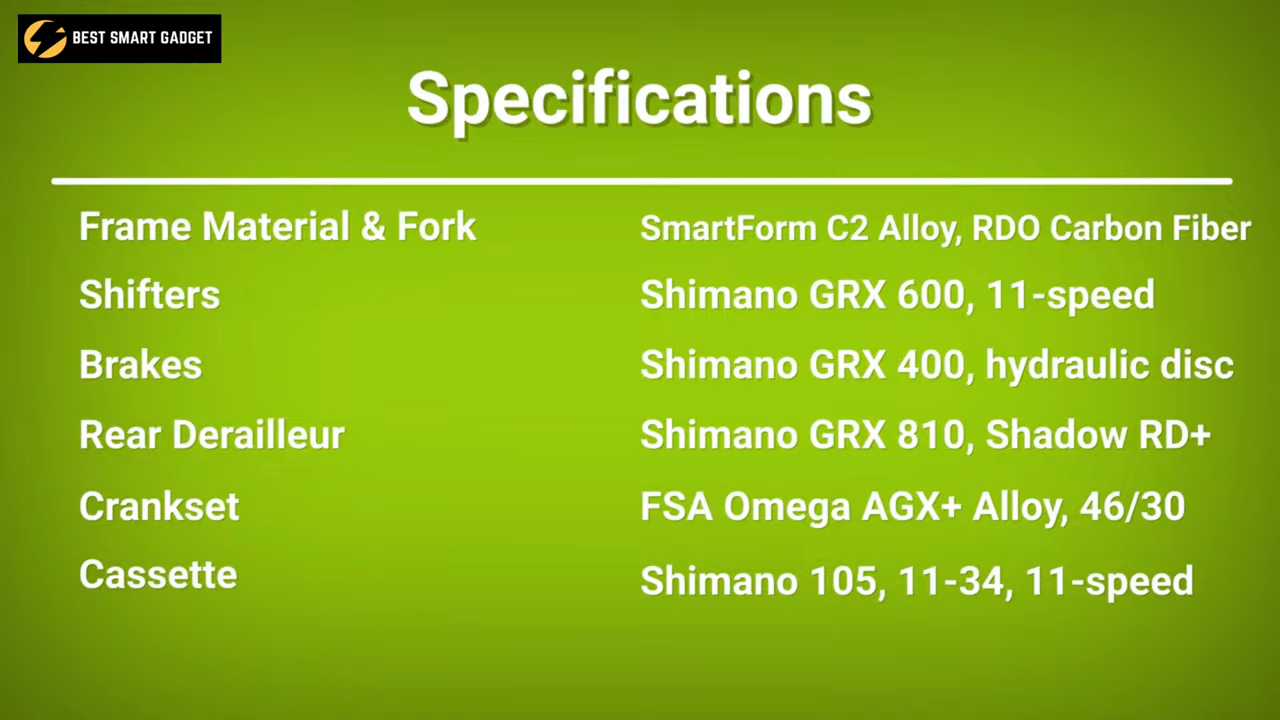 BEST SMART GADGET
Specifications
Frame Material & Fork SmartForm C2 Alloy, RDO Carbon Fiber
Shifters Shimano GRX 600, 11-speed
Brakes Shimano GRX 400, hydraulic disc
Rear Derailleur Shimano GRX 810, Shadow RD+
Crankset FSA Omega AGX+ Alloy, 46/30
Cassette Shimano 105, 11-34, 11-speed